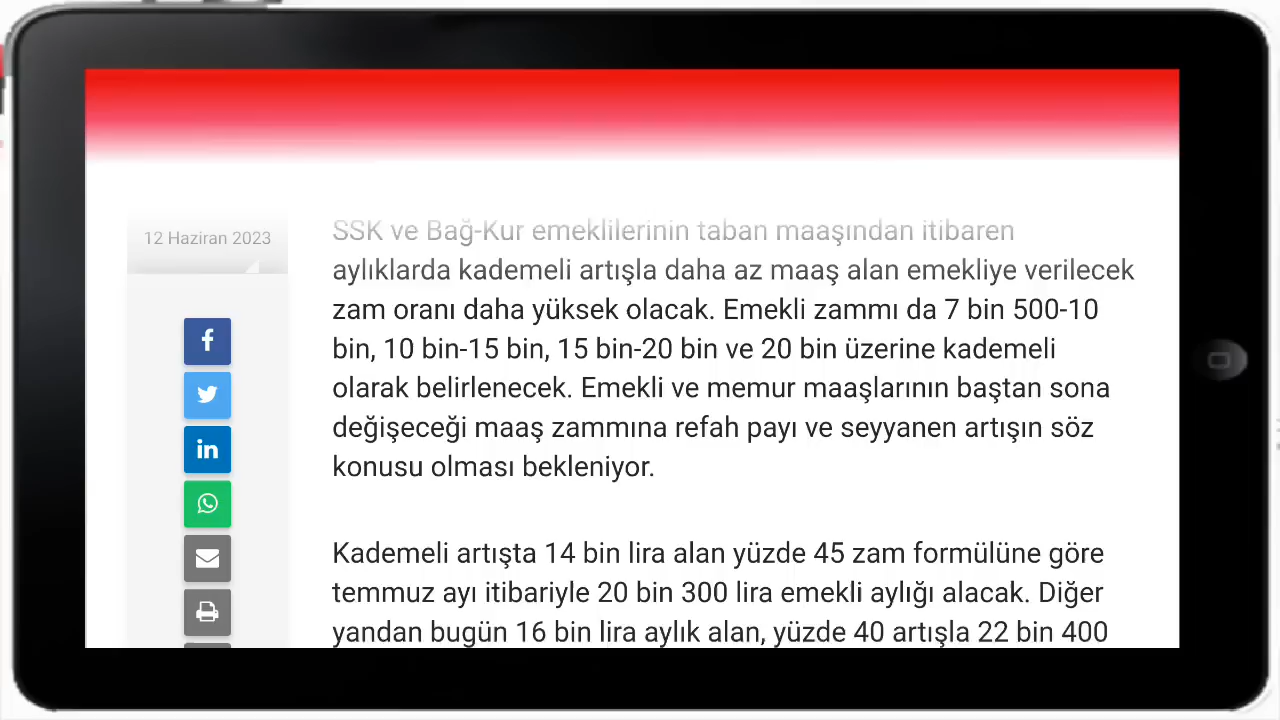 12 Haziran 2023
SSK ve Bağ-Kur emeklilerinin taban maaşından itibaren
aylıklarda kademeli artışla daha az maaş alan emekliye verilecek
zam oranı daha yüksek olacak. Emekli zammı da 7 bin 500-10
bin, 10 bin-15 bin, 15 bin-20 bin ve 20 bin üzerine kademeli
olarak belirlenecek. Emekli ve memur maaşlarının baştan sona
değişeceği maaş zammına refah payı ve seyyanen artışın söz
konusu olması bekleniyor.
Kademeli artışta 14 bin lira alan yüzde 45 zam formülüne göre
temmuz ayı itibariyle 20 bin 300 lira emekli aylığı alacak. Diğer
yandan bugün 16 bin lira aylık alan, yüzde 40 artışla 22 bin 400